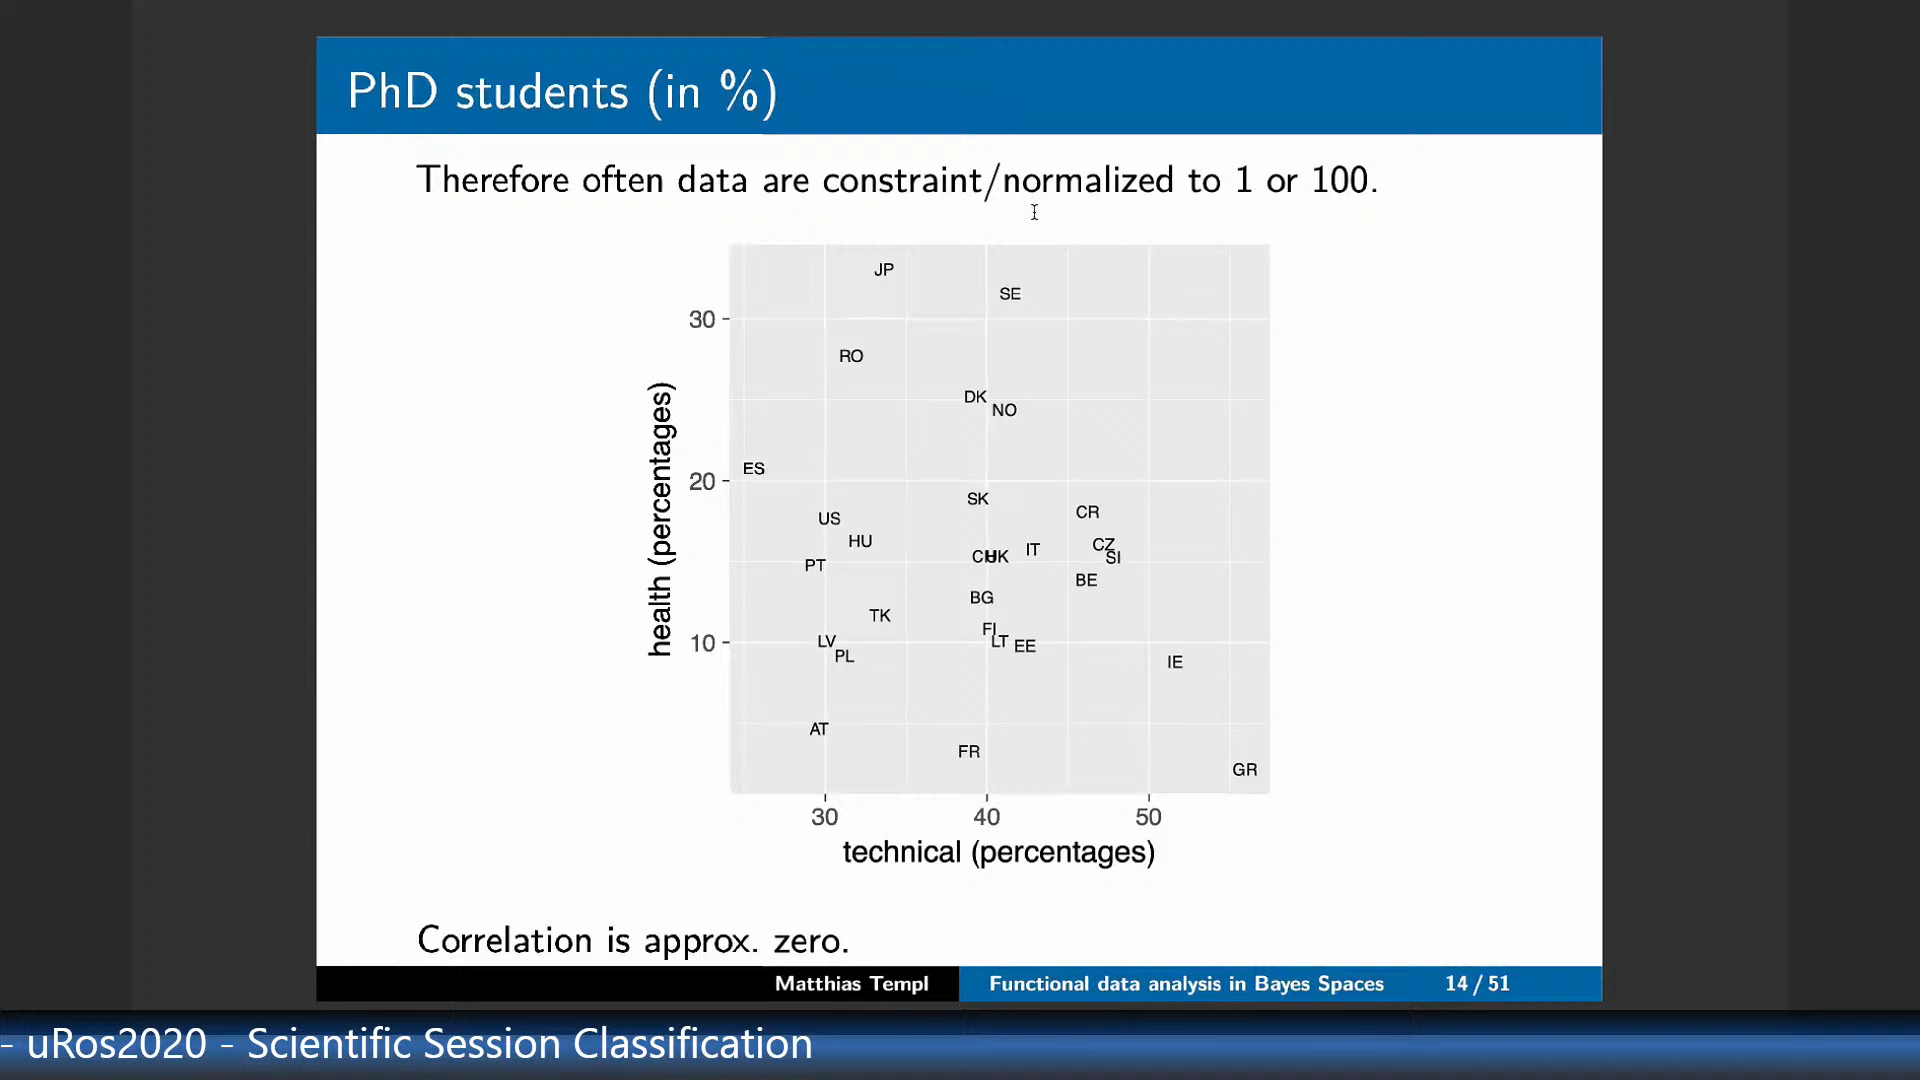 PhD students (in %)
Therefore often data are constraint/normalized to 1 or 100.
JP
SE
30
RO
DK
NO
health (percentages)
ES
20
SK
US
CR
HU
CZ
IT
CH
UK
SI
PT
BE
BG
TK
FI
10
LV
LT
EE
PL
IE
AT
FR
GR
30 40 50
technical (percentages)
Correlation is approx. zero.
Matthias Templ Functional data analysis in Bayes Spaces 14 / 51
- uRos2020 - Scientific Session Classification